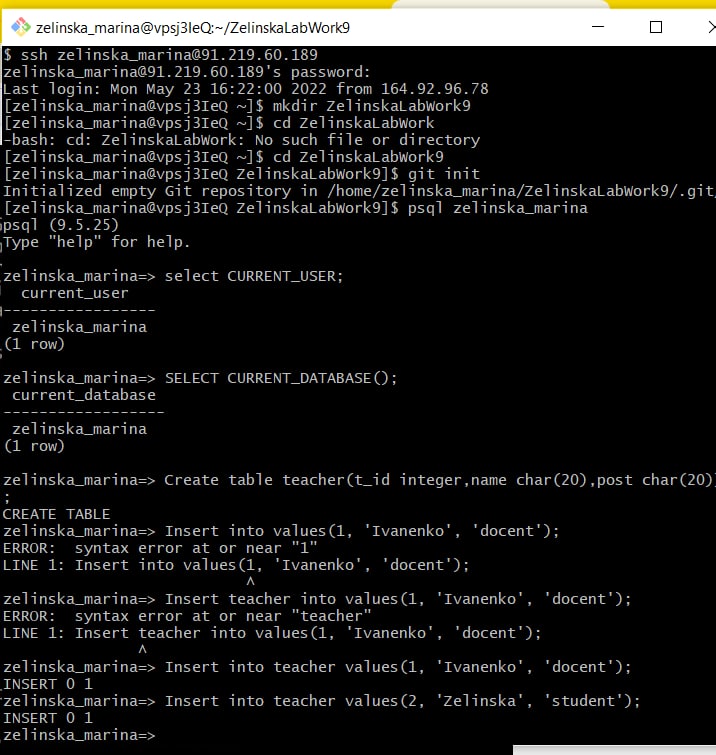 zelinska_marina@vpsj3IeQ:~/ZelinskaLabWork9
$ ssh zelinska_marina@91.219.60.189
zelinska_marina@91.219.60.189's password:
Last login: Mon May 23 16:22:00 2022 from 164.92.96.78
[zelinska_marina@vpsj3IeQ ~]$ mkdir ZelinskaLabWork9
[zelinska_marina@vpsj3IeQ ~]$ cd ZelinskaLabWork
-bash: cd: ZelinskaLabWork: No such file or directory
[zelinska_marina@vpsj3IeQ ~]$ cd ZelinskaLabWork9
[zelinska_marina@vpsj3IeQ ZelinskaLabWork9]$ git init
Initialized empty Git repository in /home/zelinska_marina/ZelinskaLabWork9/.git/
[zelinska_marina@vpsj3IeQ ZelinskaLabWork9]$ psql zelinska_marina
psql (9.5.25)
Type "help" for help.
zelinska_marina=> select CURRENT_USER;
current_user
-----------------
zelinska_marina
(1 row)
zelinska_marina=> SELECT CURRENT_DATABASE();
current_database
------------------
zelinska_marina
(1 row)
zelinska_marina=> Create table teacher(t_id integer,name char(20),post char(20))
;
CREATE TABLE
zelinska_marina=> Insert into values(1, 'Ivanenko', 'docent');
ERROR:  syntax error at or near "1"
LINE 1: Insert into values(1, 'Ivanenko', 'docent');
^
zelinska_marina=> Insert teacher into values(1, 'Ivanenko', 'docent');
ERROR:  syntax error at or near "teacher"
LINE 1: Insert teacher into values(1, 'Ivanenko', 'docent');
^
zelinska_marina=> Insert into teacher values(1, 'Ivanenko', 'docent');
INSERT 0 1
zelinska_marina=> Insert into teacher values(2, 'Zelinska', 'student');
INSERT 0 1
zelinska_marina=>